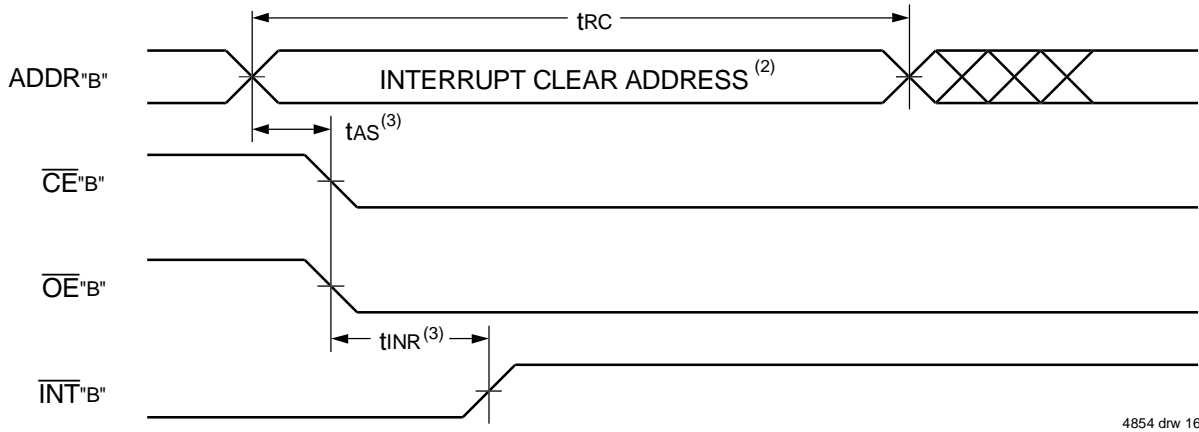 tRC
ADDR"B"
INTERRUPT CLEAR ADDRESS (2)
tAS(3)
CE"B"
OE"B"
tINR(3)
INT"B"
4854 drw 16